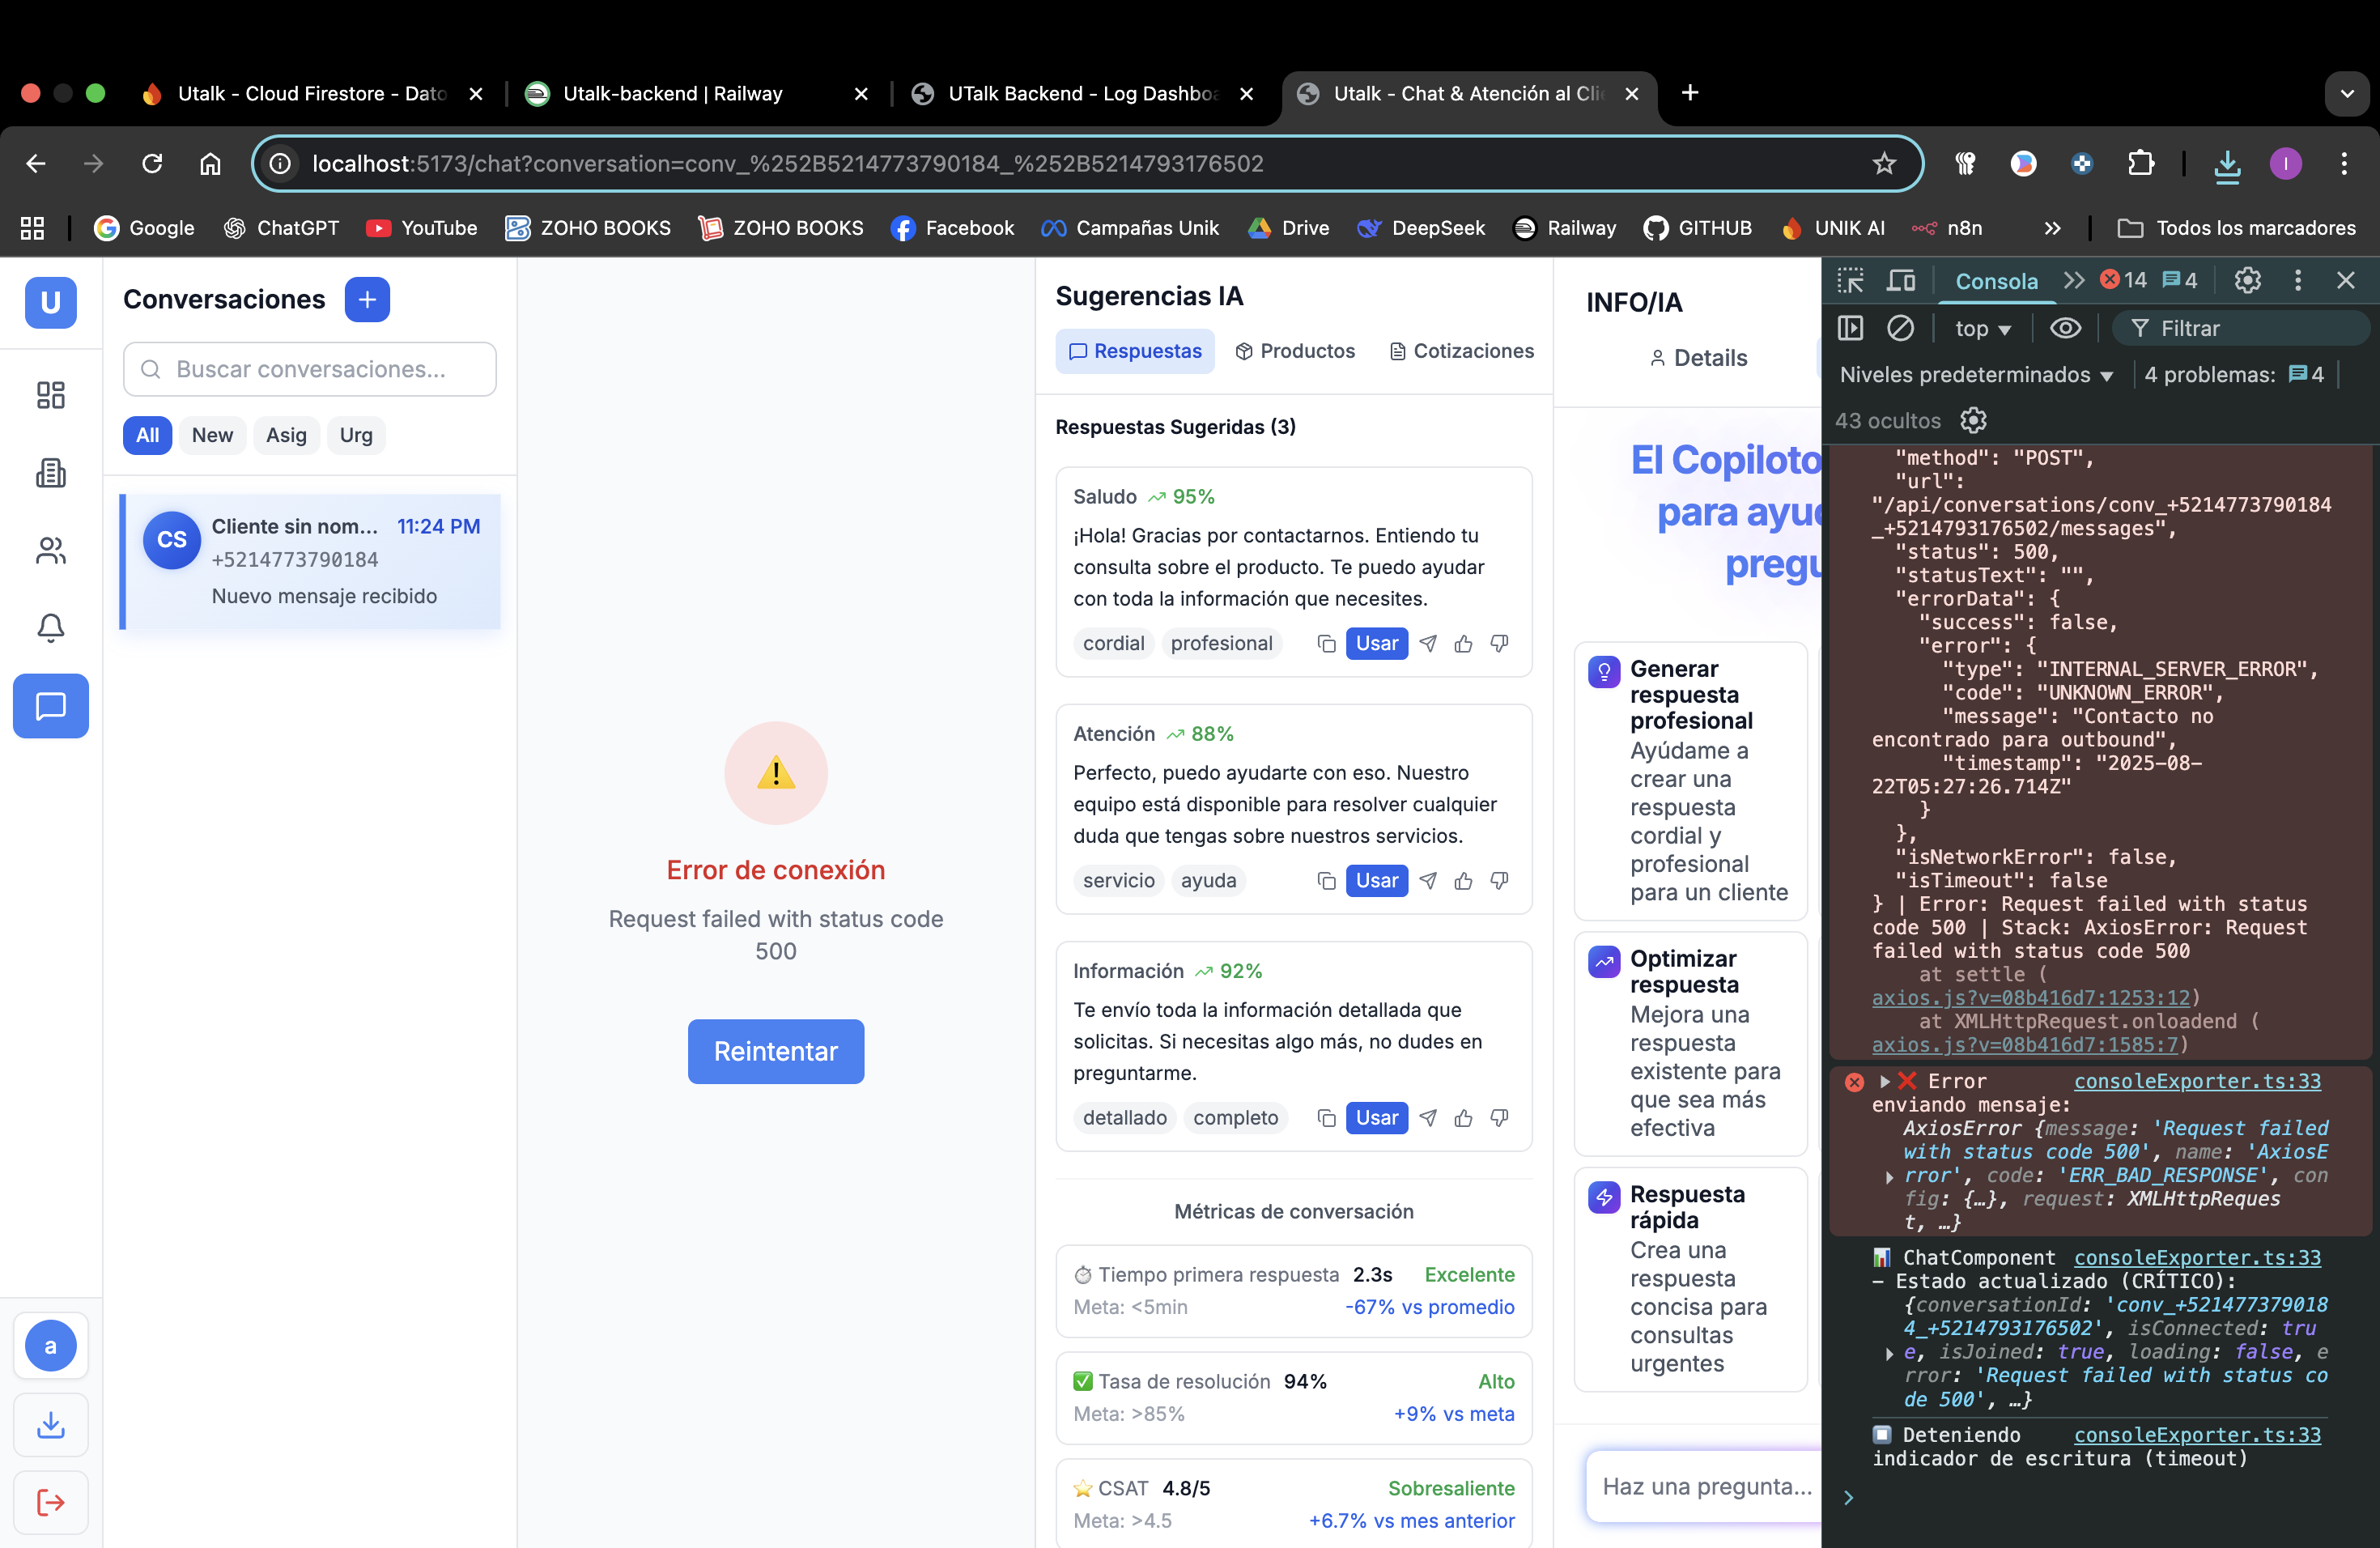 Utalk - Cloud Firestore - Dato
Utalk-backend | Railway
UTalk Backend - Log Dashboa
Utalk - Chat & Atención al Clie
localhost:5173/chat?conversation=conv_%252B5214773790184_%252B5214793176502
I
Google
ChatGPT
YouTube
ZOHO BOOKS
ZOHO BOOKS
Facebook
Campañas Unik
Drive
DeepSeek
Railway
GITHUB
UNIK AI
n8n
Todos los marcadores
U
a
Conversaciones
+
Buscar conversaciones...
All
New
Asig
Urg
CS
Cliente sin nom... 11:24 PM
+5214773790184
Nuevo mensaje recibido
Error de conexión
Request failed with status code
500
Reintentar
Sugerencias IA
Respuestas
Productos
Cotizaciones
Respuestas Sugeridas (3)
Saludo 95%
¡Hola! Gracias por contactarnos. Entiendo tu
consulta sobre el producto. Te puedo ayudar
con toda la información que necesites.
cordial profesional Usar
Atención 88%
Perfecto, puedo ayudarte con eso. Nuestro
equipo está disponible para resolver cualquier
duda que tengas sobre nuestros servicios.
servicio ayuda Usar
Información 92%
Te envío toda la información detallada que
solicitas. Si necesitas algo más, no dudes en
preguntarme.
detallado completo Usar
Métricas de conversación
Tiempo primera respuesta 2.3s Excelente
Meta: <5min -67% vs promedio
Tasa de resolución 94% Alto
Meta: >85% +9% vs meta
CSAT 4.8/5 Sobresaliente
Meta: >4.5 +6.7% vs mes anterior
INFO/IA
Details
El Copiloto
para ayu
pregu
Generar
respuesta
profesional
Ayúdame a
crear una
respuesta
cordial y
profesional
para un cliente
Optimizar
respuesta
Mejora una
respuesta
existente para
que sea más
efectiva
Respuesta
rápida
Crea una
respuesta
concisa para
consultas
urgentes
Haz una pregunta...
Consola
14
4
top
Filtrar
Niveles predeterminados
4 problemas: 4
43 ocultos
"method": "POST",
"url":
"/api/conversations/conv_+5214773790184
_+5214793176502/messages",
"status": 500,
"statusText": "",
"errorData": {
"success": false,
"error": {
"type": "INTERNAL_SERVER_ERROR",
"code": "UNKNOWN_ERROR",
"message": "Contacto no
encontrado para outbound",
"timestamp": "2025-08-
22T05:27:26.714Z"
}
},
"isNetworkError": false,
"isTimeout": false
} | Error: Request failed with status
code 500 | Stack: AxiosError: Request
failed with status code 500
at settle (
axios.js?v=08b416d7:1253:12)
at XMLHttpRequest.onloadend (
axios.js?v=08b416d7:1585:7)
❌ Error consoleExporter.ts:33
enviando mensaje:
AxiosError {message: 'Request failed
with status code 500', name: 'AxiosE
rror', code: 'ERR_BAD_RESPONSE', con
fig: {…}, request: XMLHttpReques
t, …}
📊 ChatComponent consoleExporter.ts:33
– Estado actualizado (CRÍTICO):
{conversationId: 'conv_+521477379018
4_+5214793176502', isConnected: tru
e, isJoined: true, loading: false, e
rror: 'Request failed with status co
de 500', …}
Deteniendo consoleExporter.ts:33
indicador de escritura (timeout)